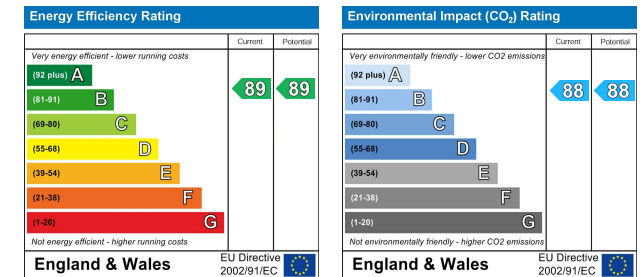 Energy Efficiency Rating
Current Potential
Very energy efficient - lower running costs
(92 plus) A
(81-91) B
89 89
(69-80) C
(55-68) D
(39-54) E
(21-38) F
(1-20) G
Not energy efficient - higher running costs
England & Wales
EU Directive
2002/91/EC
Environmental Impact (CO₂) Rating
Current Potential
Very environmentally friendly - lower CO2 emissions
(92 plus) A
(81-91) B
88 88
(69-80) C
(55-68) D
(39-54) E
(21-38) F
(1-20) G
Not environmentally friendly - higher CO2 emissions
England & Wales
EU Directive
2002/91/EC